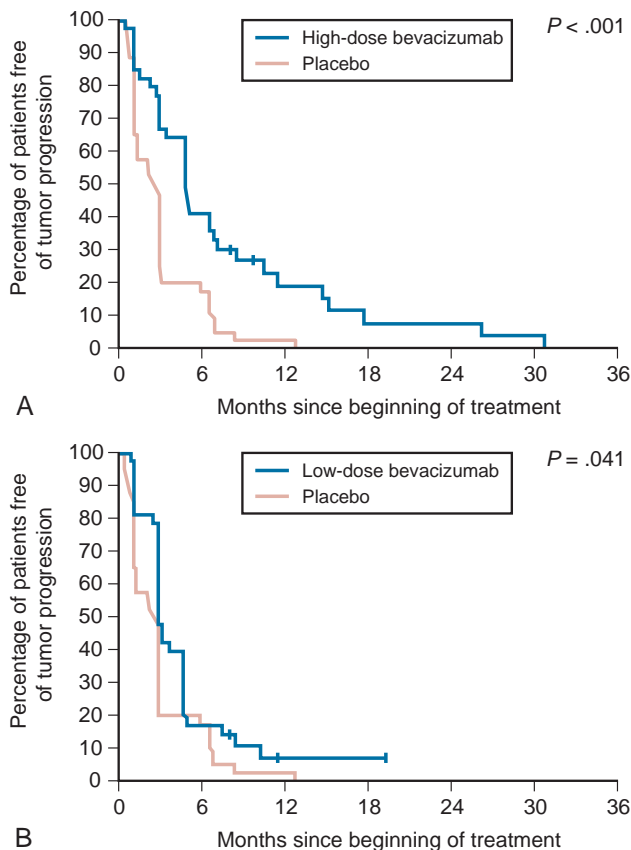 High-dose bevacizumab
Placebo
P < .001
Percentage of patients free
of tumor progression
100
90
80
70
60
50
40
30
20
10
0
0 6 12 18 24 30 36
Months since beginning of treatment
A
Low-dose bevacizumab
Placebo
P = .041
Percentage of patients free
of tumor progression
100
90
80
70
60
50
40
30
20
10
0
0 6 12 18 24 30 36
Months since beginning of treatment
B